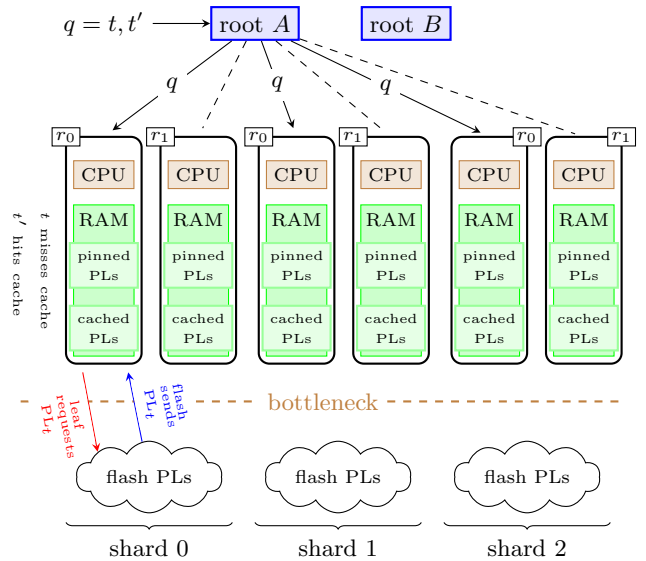 q = t, t′
root A
root B
q
q
q
r0
r1
r0
r1
r0
r1
CPU
CPU
CPU
CPU
CPU
CPU
RAM
RAM
RAM
RAM
RAM
RAM
pinned
PLs
pinned
PLs
pinned
PLs
pinned
PLs
pinned
PLs
pinned
PLs
cached
PLs
cached
PLs
cached
PLs
cached
PLs
cached
PLs
cached
PLs
t misses cache
t′ hits cache
leaf
requests
PLt
flash
sends
PLt
bottleneck
flash PLs
flash PLs
flash PLs
shard 0
shard 1
shard 2